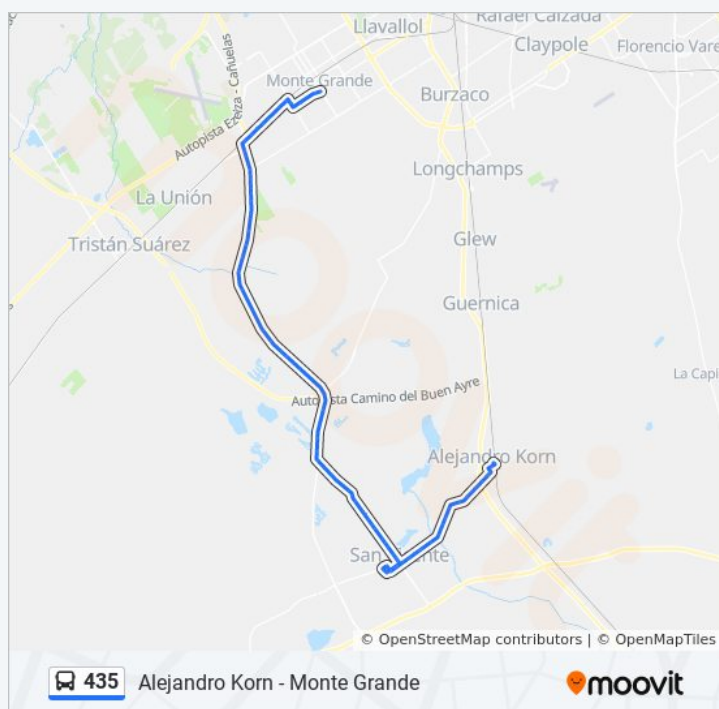 Llavallol
Rafael Calzada
Claypole
Florencio Vare
Monte Grande
Burzaco
Autopista Ezeiza - Cañuelas
Longchamps
La Unión
Tristán Suárez
Glew
Guernica
La Capi
Autopista Camino del Buen Ayre
Alejandro Korn
San Vicente
© OpenStreetMap contributors | © OpenMapTiles
435 Alejandro Korn - Monte Grande
moovit